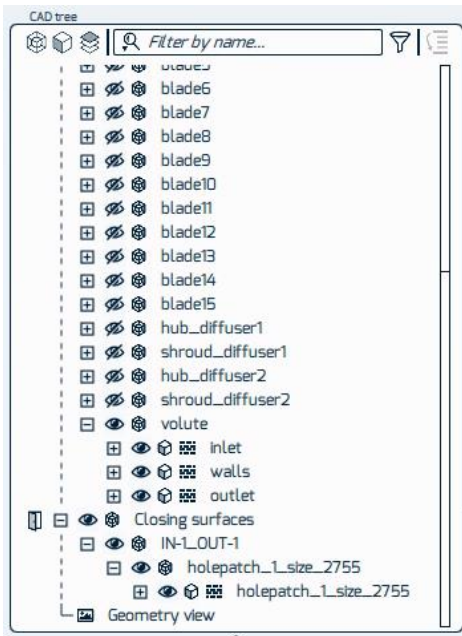 CAD tree
Filter by name...
blade5
blade6
blade7
blade8
blade9
blade10
blade11
blade12
blade13
blade14
blade15
hub_diffuser1
shroud_diffuser1
hub_diffuser2
shroud_diffuser2
volute
inlet
walls
outlet
Closing surfaces
IN-1_OUT-1
holepatch_1_size_2755
holepatch_1_size_2755
Geometry view